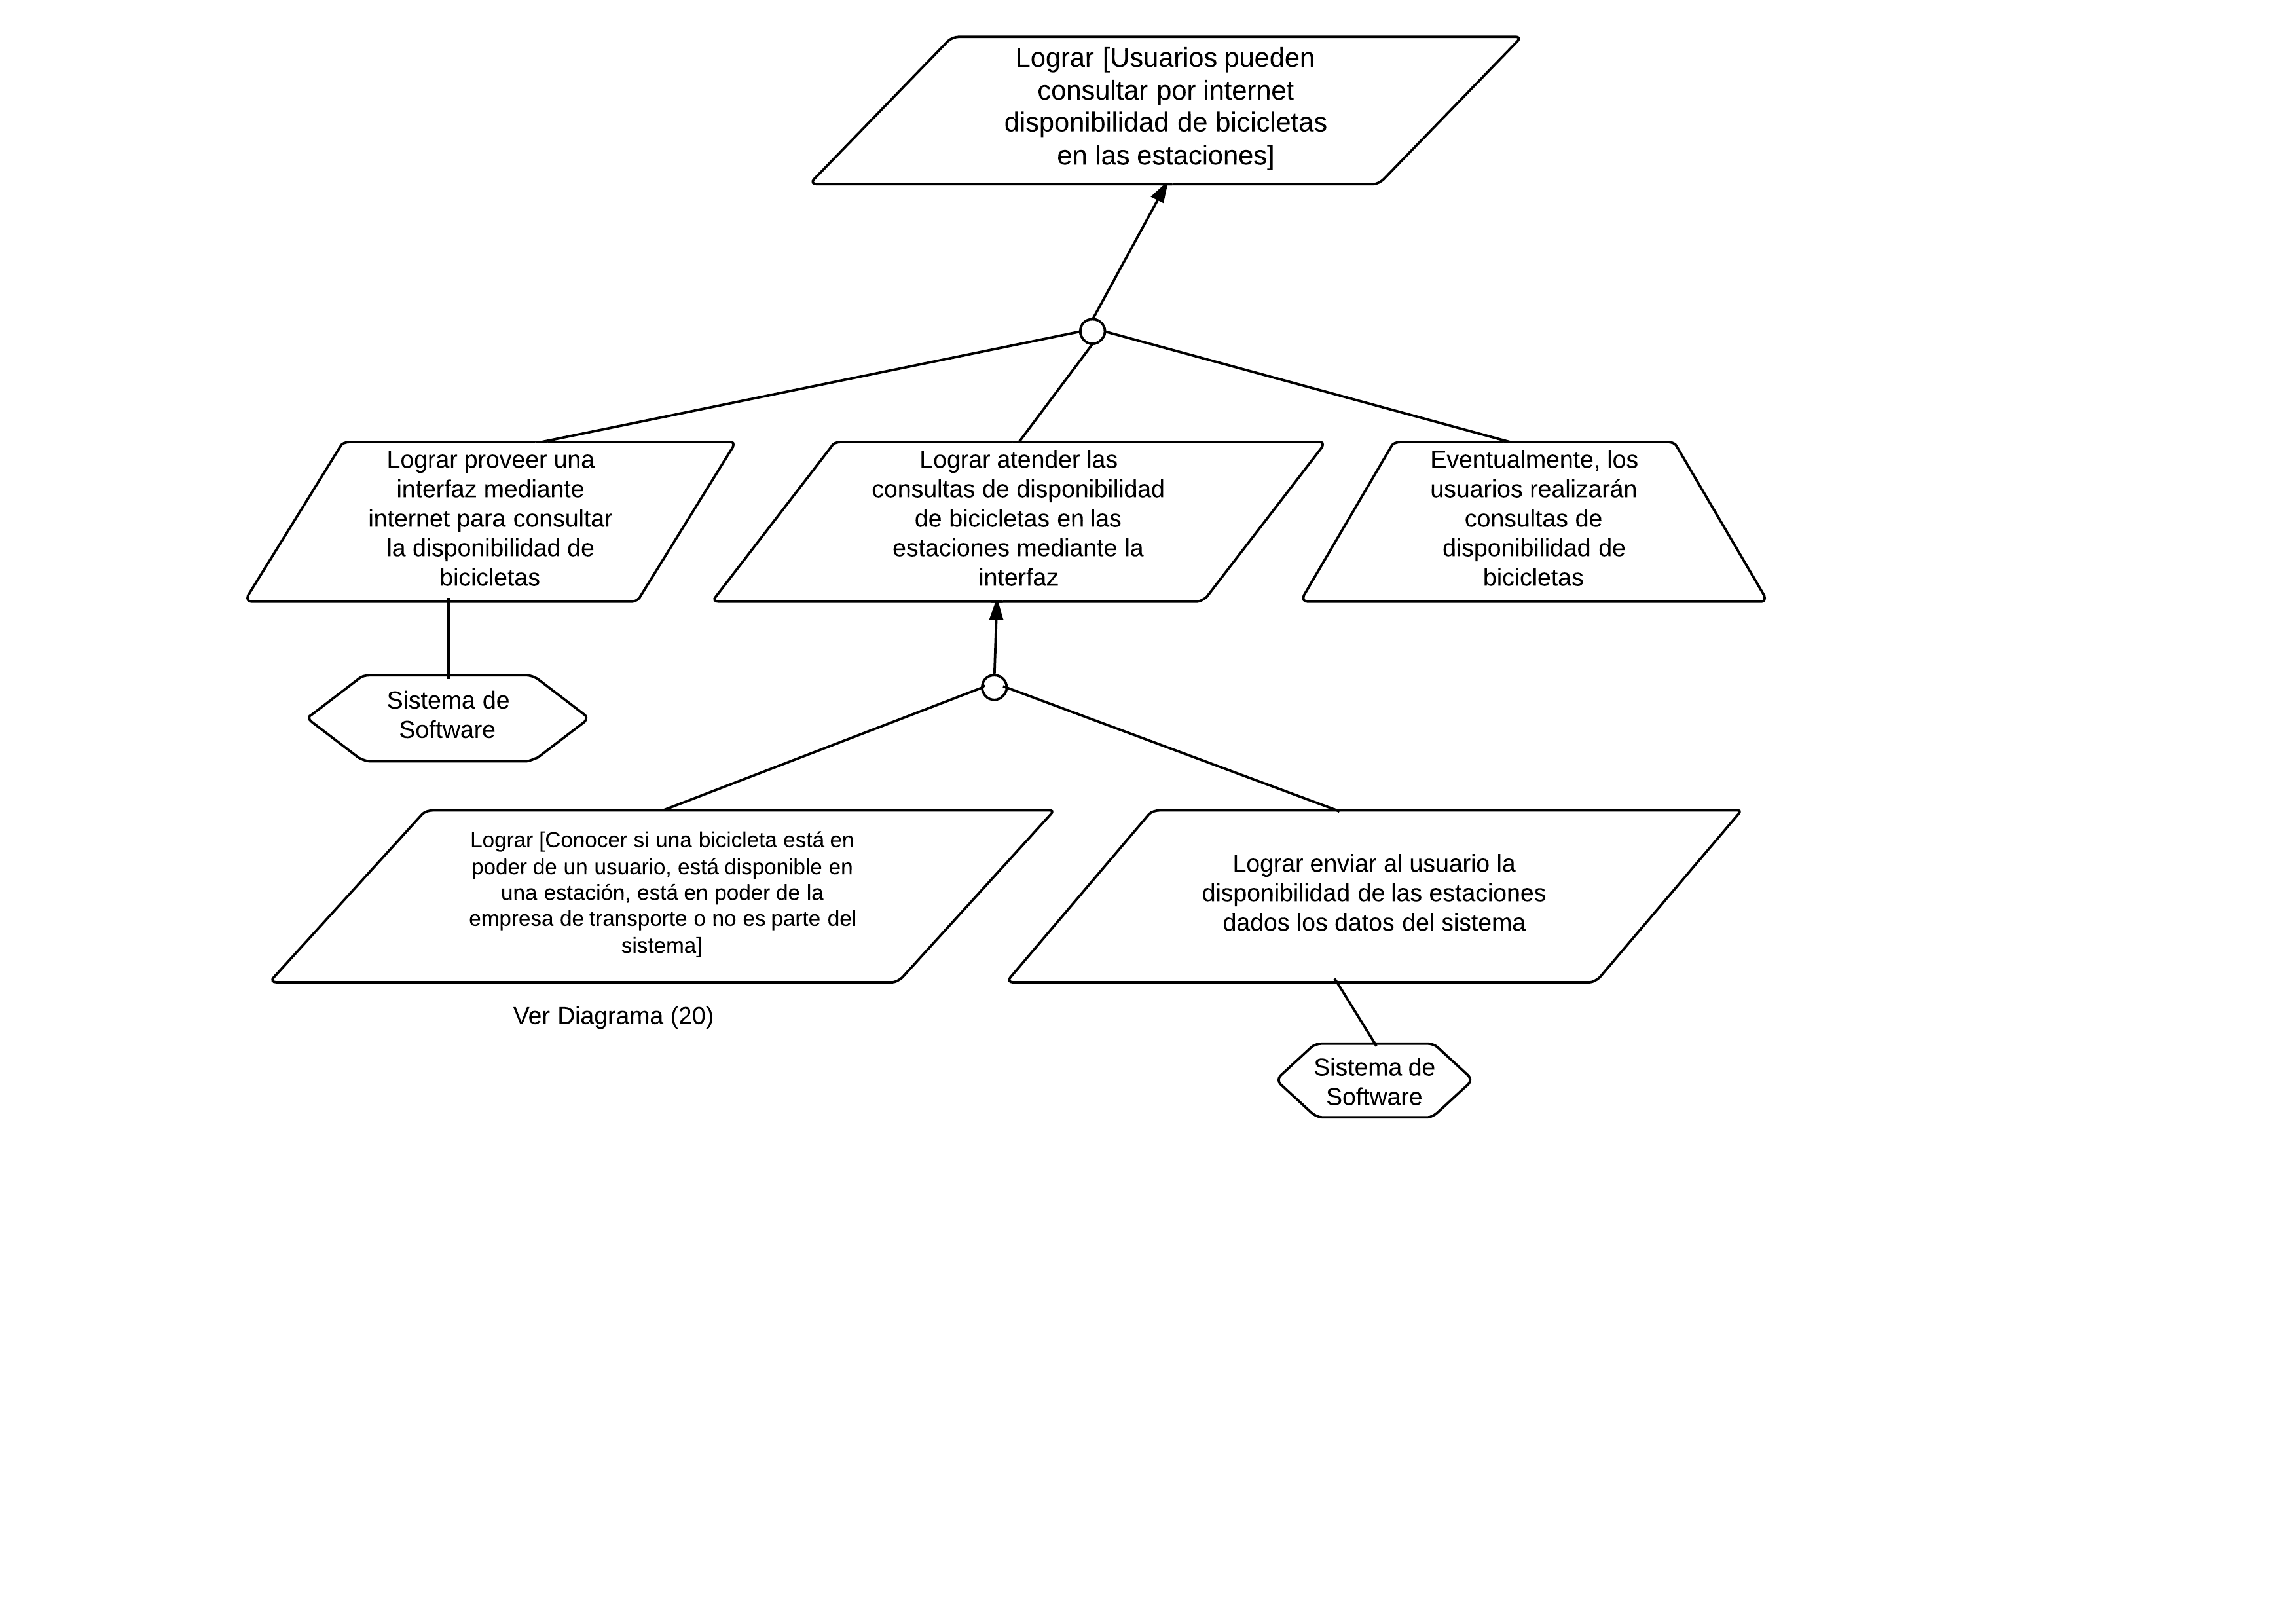 Lograr [Usuarios pueden
consultar por internet
disponibilidad de bicicletas
en las estaciones]
Lograr proveer una
interfaz mediante
internet para consultar
la disponibilidad de
bicicletas
Lograr atender las
consultas de disponibilidad
de bicicletas en las
estaciones mediante la
interfaz
Eventualmente, los
usuarios realizarán
consultas de
disponibilidad de
bicicletas
Sistema de
Software
Lograr [Conocer si una bicicleta está en
poder de un usuario, está disponible en
una estación, está en poder de la
empresa de transporte o no es parte del
sistema]
Lograr enviar al usuario la
disponibilidad de las estaciones
dados los datos del sistema
Ver Diagrama (20)
Sistema de
Software